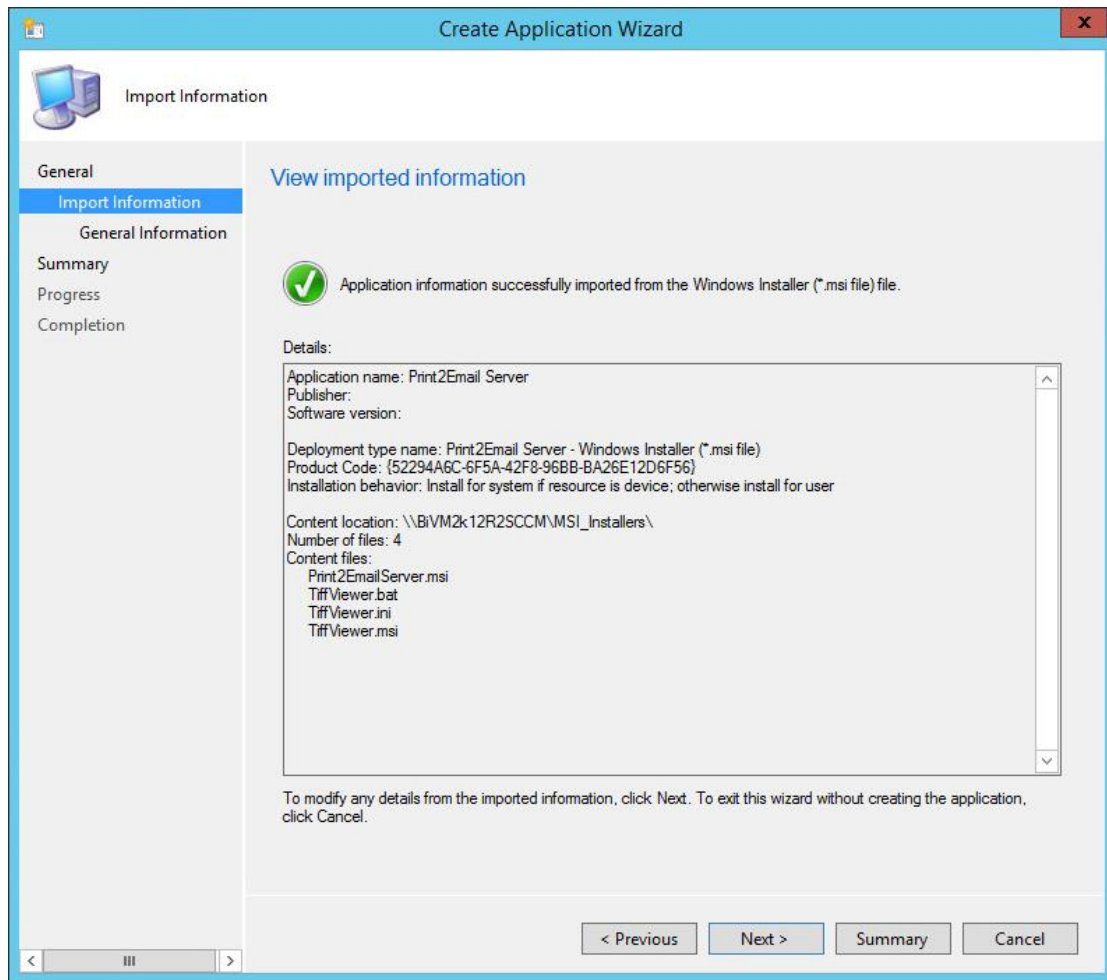 Create Application Wizard
x
Import Information
General
Import Information
General Information
Summary
Progress
Completion
View imported information
Application information successfully imported from the Windows Installer (*.msi file) file.
Details:
Application name: Print2Email Server
Publisher:
Software version:
Deployment type name: Print2Email Server - Windows Installer (*.msi file)
Product Code: {52294A6C-6F5A-42F8-96BB-BA26E12D6F56}
Installation behavior: Install for system if resource is device; otherwise install for user
Content location: \\BiVM2k12R2SCCM\MSI_Installers\
Number of files: 4
Content files:
Print2EmailServer.msi
TiffViewer.bat
TiffViewer.ini
TiffViewer.msi
To modify any details from the imported information, click Next. To exit this wizard without creating the application,
click Cancel.
< Previous
Next >
Summary
Cancel